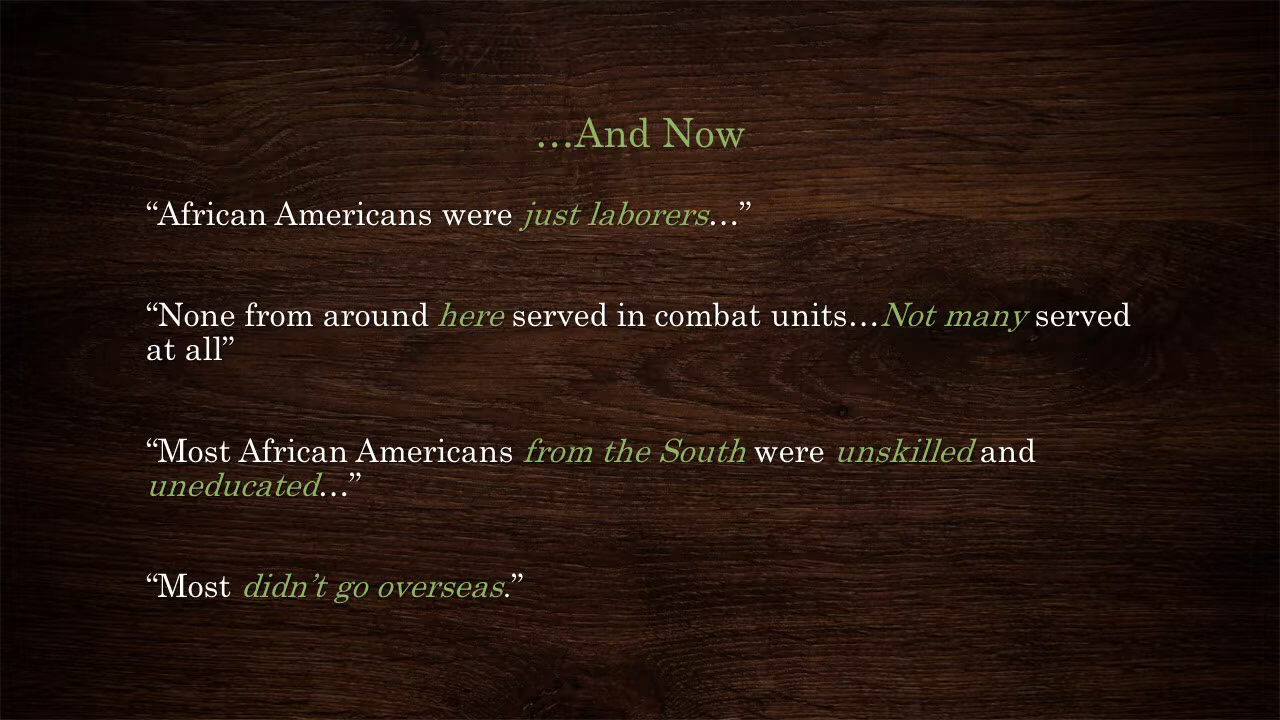 …And Now
“African Americans were just laborers…”
“None from around here served in combat units…Not many served
at all”
“Most African Americans from the South were unskilled and
uneducated…”
“Most didn’t go overseas.”